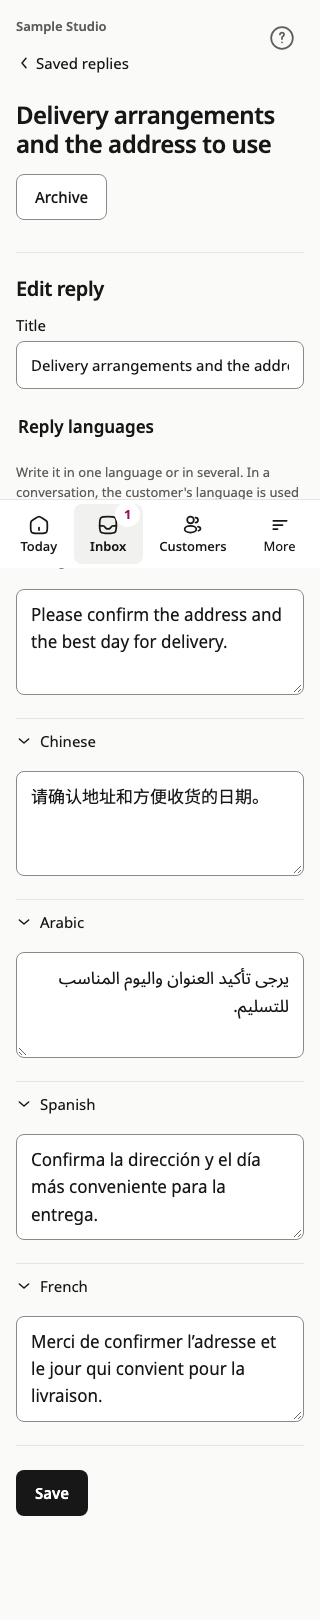 Sample Studio
Saved replies
Delivery arrangements
and the address to use
Archive
Edit reply
Title
Delivery arrangements and the
Reply languages
Write it in one language or in several. In a
conversation, the customer's language is used
Today
Inbox
1
Customers
More
Please confirm the address and
the best day for delivery.
Chinese
请确认地址和方便收货的日期。
Arabic
يرجى تأكيد العنوان واليوم المناسب
للتسليم.
Spanish
Confirma la dirección y el día
más conveniente para la
entrega.
French
Merci de confirmer l’adresse et
le jour qui convient pour la
livraison.
Save